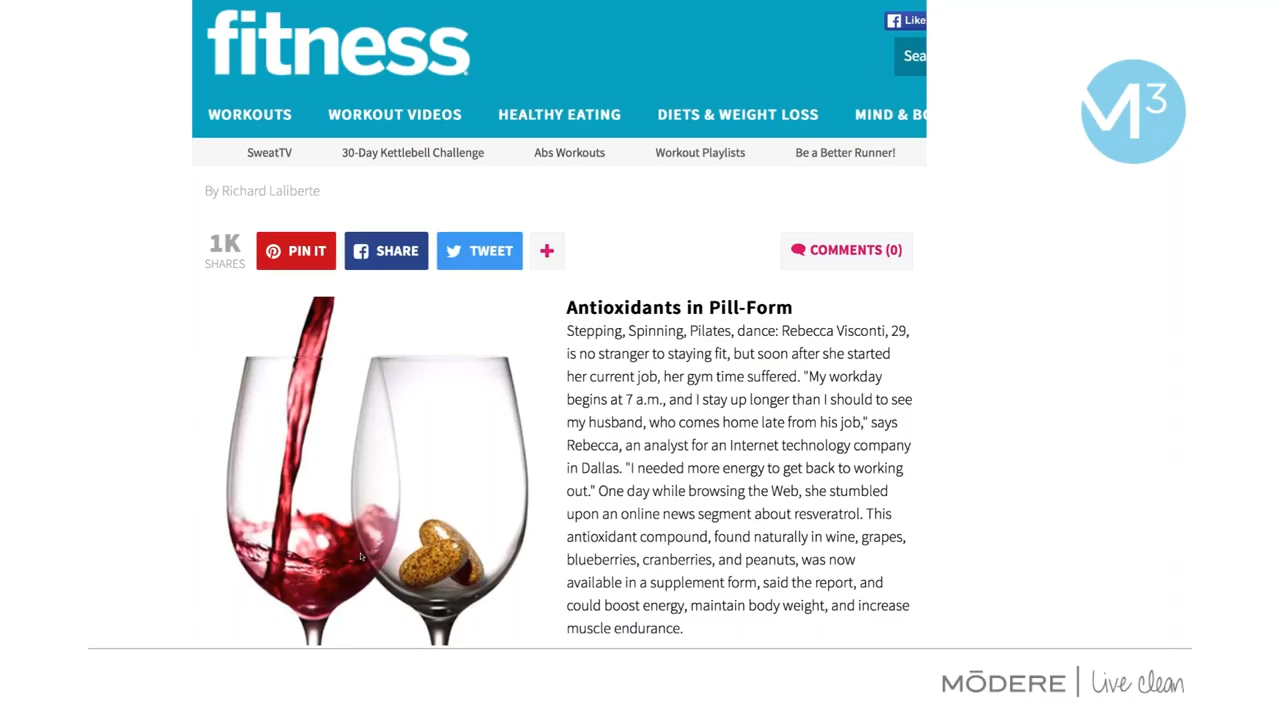 fitness
Like
Sea
M3
WORKOUTS WORKOUT VIDEOS HEALTHY EATING DIETS & WEIGHT LOSS MIND & BO
SweatTV 30-Day Kettlebell Challenge Abs Workouts Workout Playlists Be a Better Runner!
By Richard Laliberte
1K
SHARES
PIN IT SHARE TWEET +
COMMENTS (0)
Antioxidants in Pill-Form
Stepping, Spinning, Pilates, dance: Rebecca Visconti, 29,
is no stranger to staying fit, but soon after she started
her current job, her gym time suffered. "My workday
begins at 7 a.m., and I stay up longer than I should to see
my husband, who comes home late from his job," says
Rebecca, an analyst for an Internet technology company
in Dallas. "I needed more energy to get back to working
out." One day while browsing the Web, she stumbled
upon an online news segment about resveratrol. This
antioxidant compound, found naturally in wine, grapes,
blueberries, cranberries, and peanuts, was now
available in a supplement form, said the report, and
could boost energy, maintain body weight, and increase
muscle endurance.
MŌDERE | Live clean